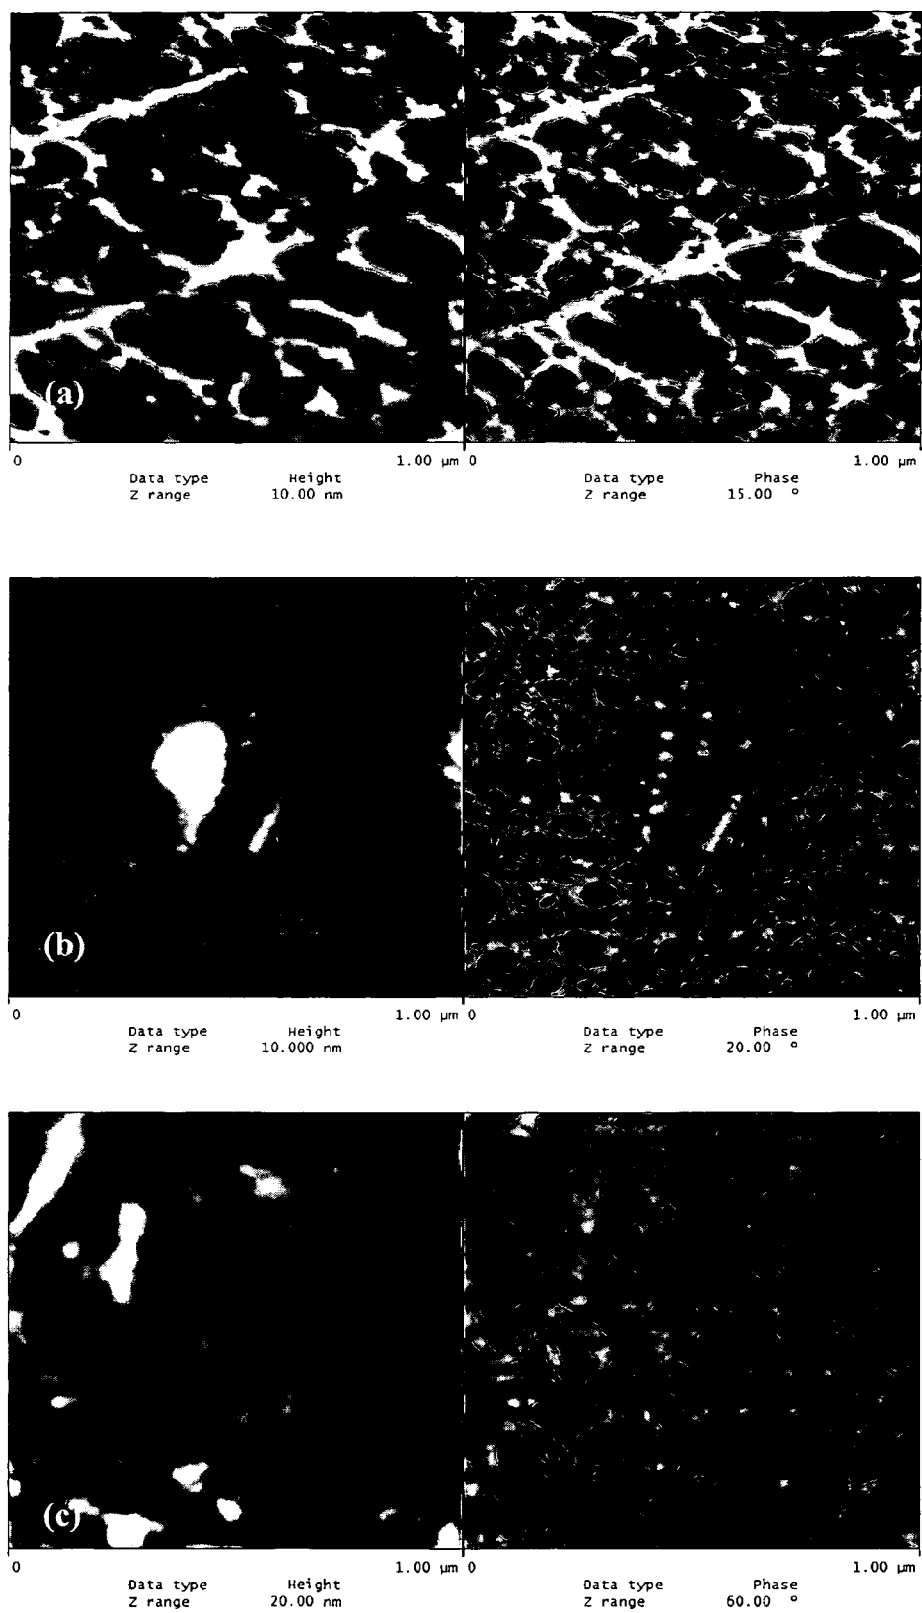 (a)
0 1.00 μm 0 1.00 μm
Data type Height Data type Phase
Z range 10.00 nm Z range 15.00 °
(b)
0 1.00 μm 0 1.00 μm
Data type Height Data type Phase
Z range 10.000 nm Z range 20.00 °
(c)
0 1.00 μm 0 1.00 μm
Data type Height Data type Phase
Z range 20.00 nm Z range 60.00 °